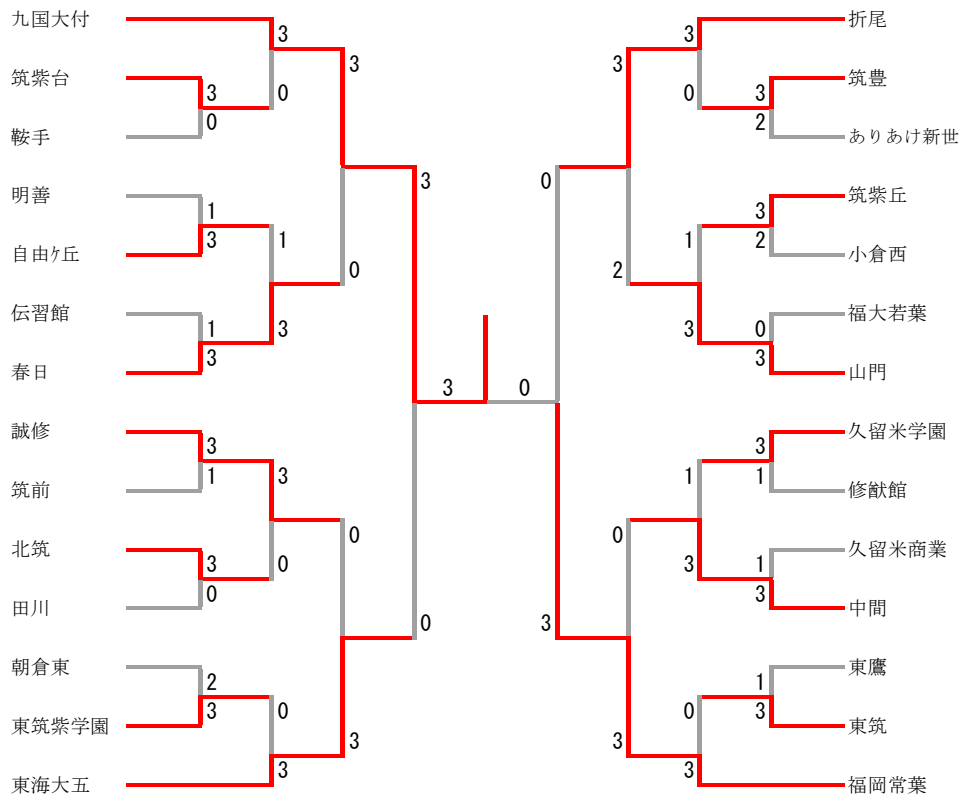 九国大付
筑紫台
鞍手
明善
自由ｹ丘
伝習館
春日
誠修
筑前
北筑
田川
朝倉東
東筑紫学園
東海大五
3
0
3
0
1
3
1
3
3
1
3
0
2
3
1
3
3
0
0
3
3
0
0
3
3
0
3
0
0
3
3
2
0
3
3
0
1
3
1
3
0
3
3
2
3
2
0
3
3
1
1
3
1
3
折尾
筑豊
ありあけ新世
筑紫丘
小倉西
福大若葉
山門
久留米学園
修猷館
久留米商業
中間
東鷹
東筑
福岡常葉